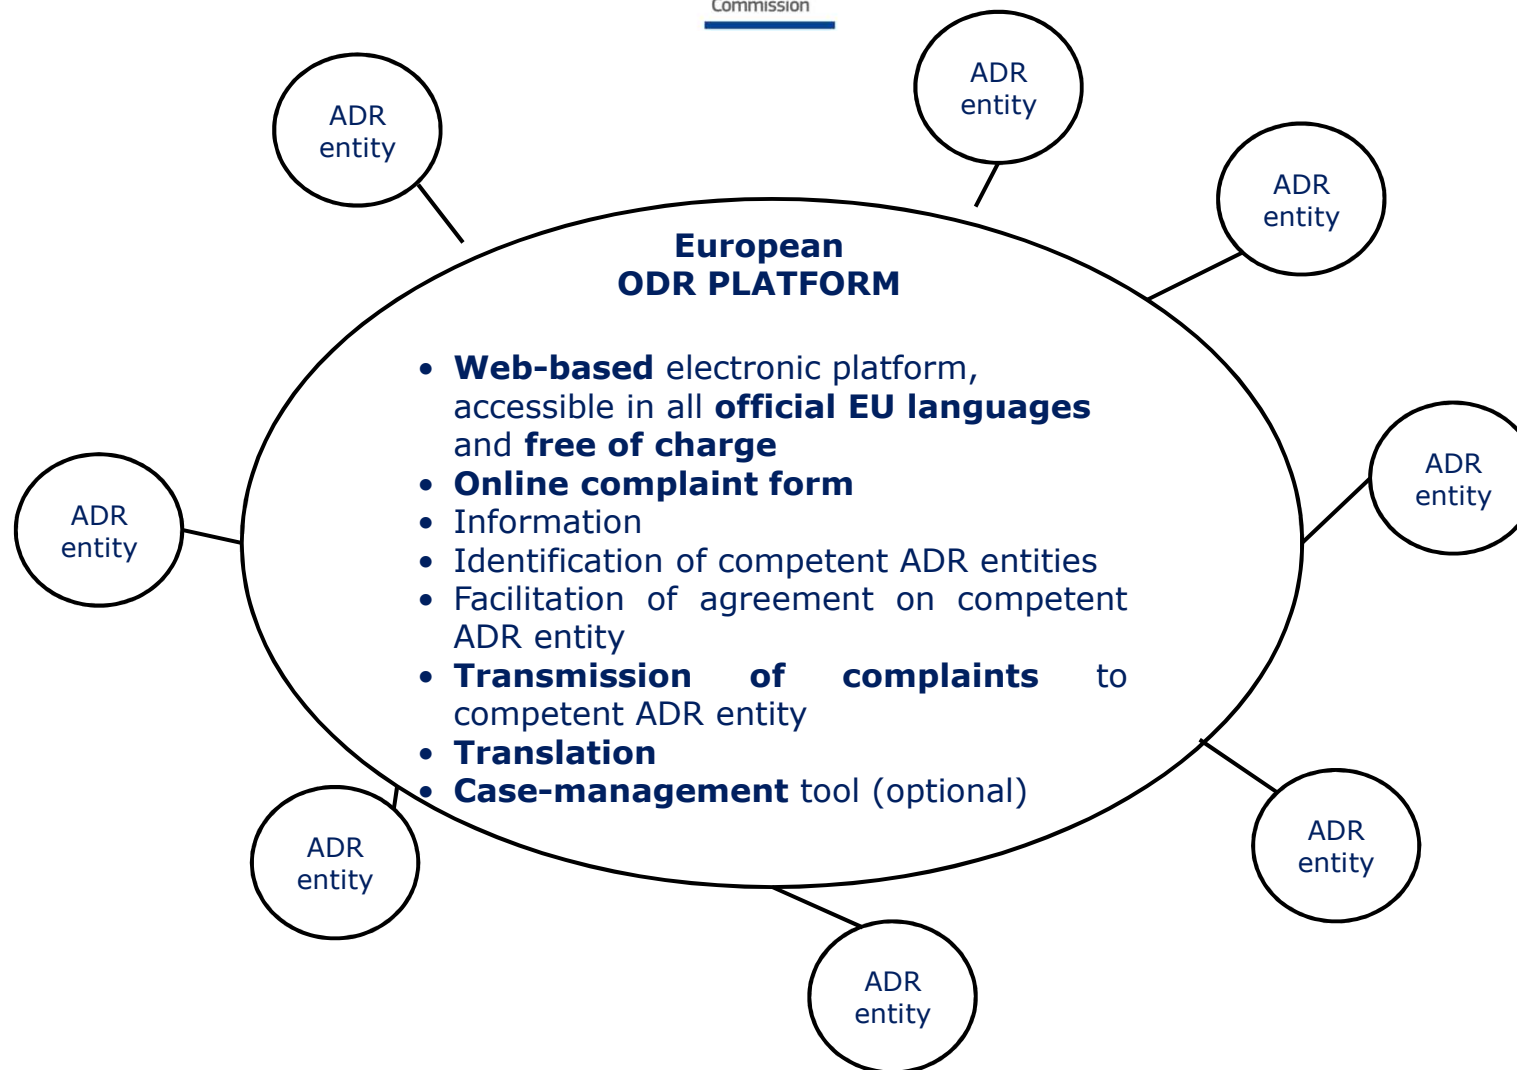 Commission
ADR
entity
ADR
entity
ADR
entity
European
ODR PLATFORM
• Web-based electronic platform,
accessible in all official EU languages
and free of charge
• Online complaint form
• Information
• Identification of competent ADR entities
• Facilitation of agreement on competent
ADR entity
• Transmission of complaints to
competent ADR entity
• Translation
• Case-management tool (optional)
ADR
entity
ADR
entity
ADR
entity
ADR
entity
ADR
entity